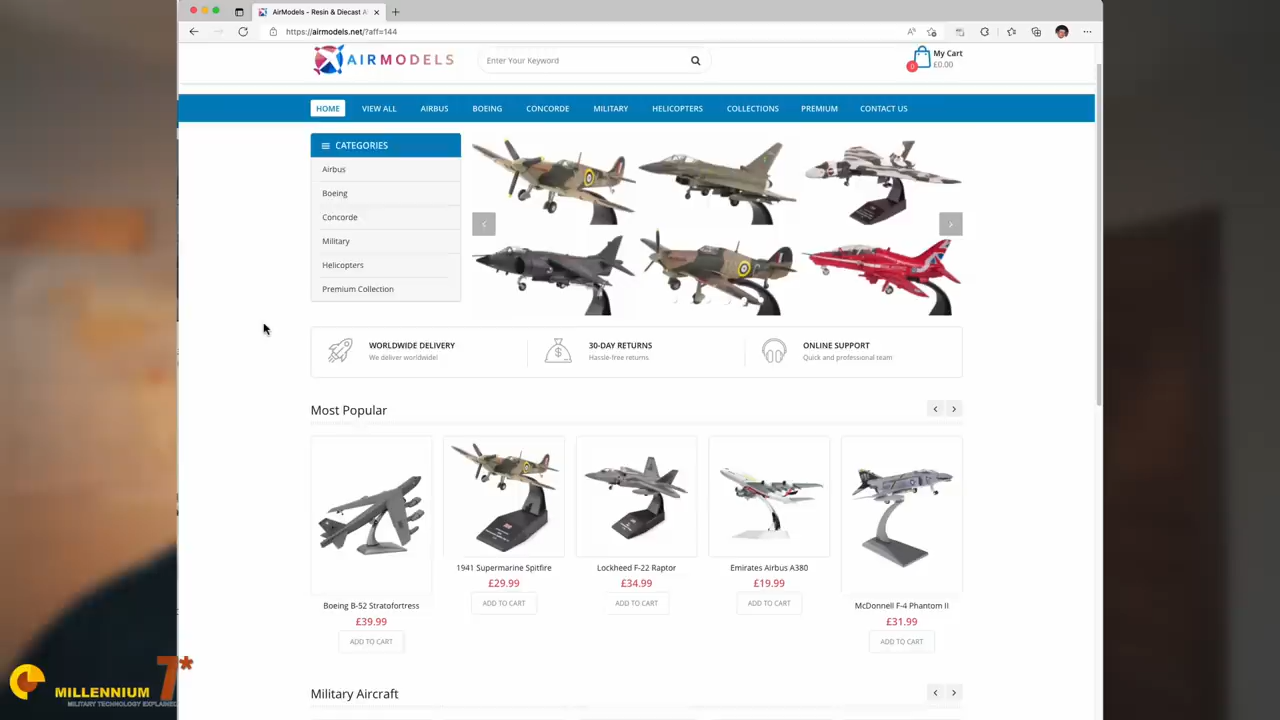 AirModels - Resin & Diecast A
https://airmodels.net/?aff=144
AIRMODELS
Enter Your Keyword
My Cart
0
£0.00
HOME
VIEW ALL
AIRBUS
BOEING
CONCORDE
MILITARY
HELICOPTERS
COLLECTIONS
PREMIUM
CONTACT US
CATEGORIES
Airbus
Boeing
Concorde
Military
Helicopters
Premium Collection
WORLDWIDE DELIVERY
We deliver worldwide!
30-DAY RETURNS
Hassle-free returns
ONLINE SUPPORT
Quick and professional team
Most Popular
Boeing B-52 Stratofortress
£39.99
ADD TO CART
1941 Supermarine Spitfire
£29.99
ADD TO CART
Lockheed F-22 Raptor
£34.99
ADD TO CART
Emirates Airbus A380
£19.99
ADD TO CART
McDonnell F-4 Phantom II
£31.99
ADD TO CART
Military Aircraft
MILLENNIUM 7*
MILITARY TECHNOLOGY EXPLAINED